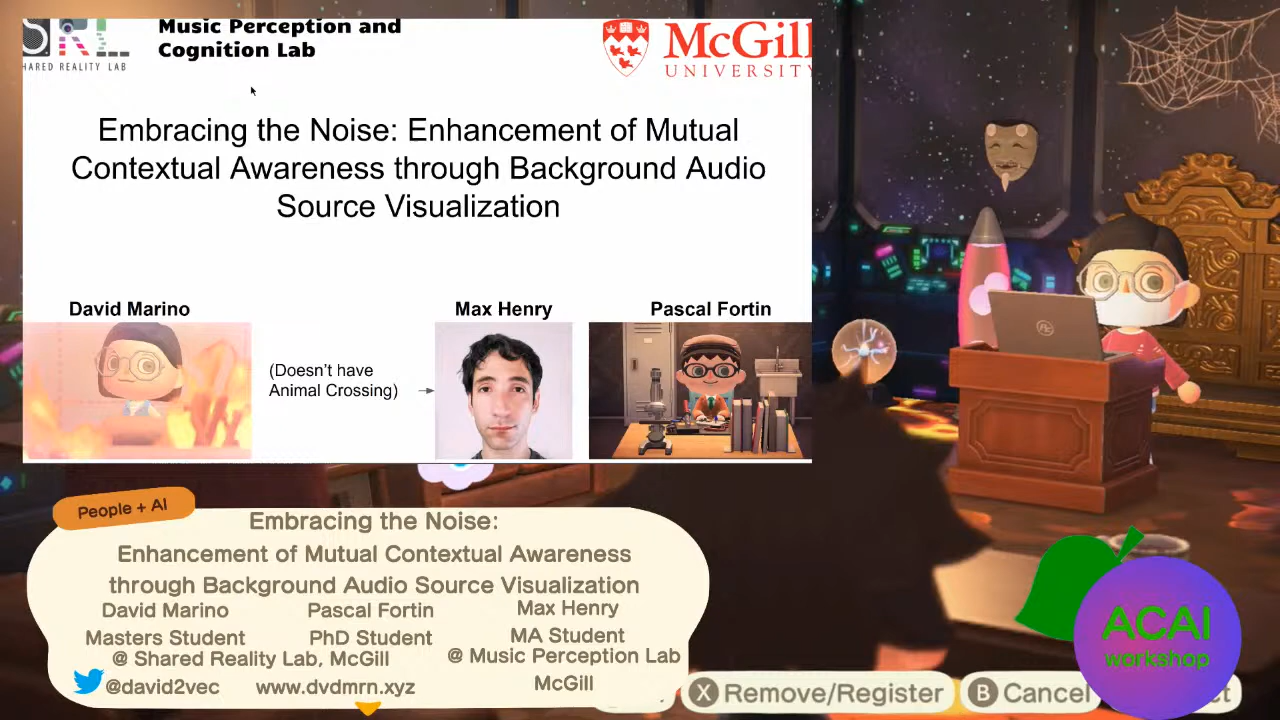 SRL
SHARED REALITY LAB
Music Perception and
Cognition Lab
McGill
UNIVERSITY
Embracing the Noise: Enhancement of Mutual
Contextual Awareness through Background Audio
Source Visualization
David Marino
Max Henry
Pascal Fortin
(Doesn't have
Animal Crossing)
People + AI
Embracing the Noise:
Enhancement of Mutual Contextual Awareness
through Background Audio Source Visualization
David Marino
Pascal Fortin
Max Henry
Masters Student
PhD Student
MA Student
@ Shared Reality Lab, McGill
@ Music Perception Lab
@david2vec
www.dvdmrn.xyz
McGill
X Remove/Register
B Cancel
ACAI
workshop